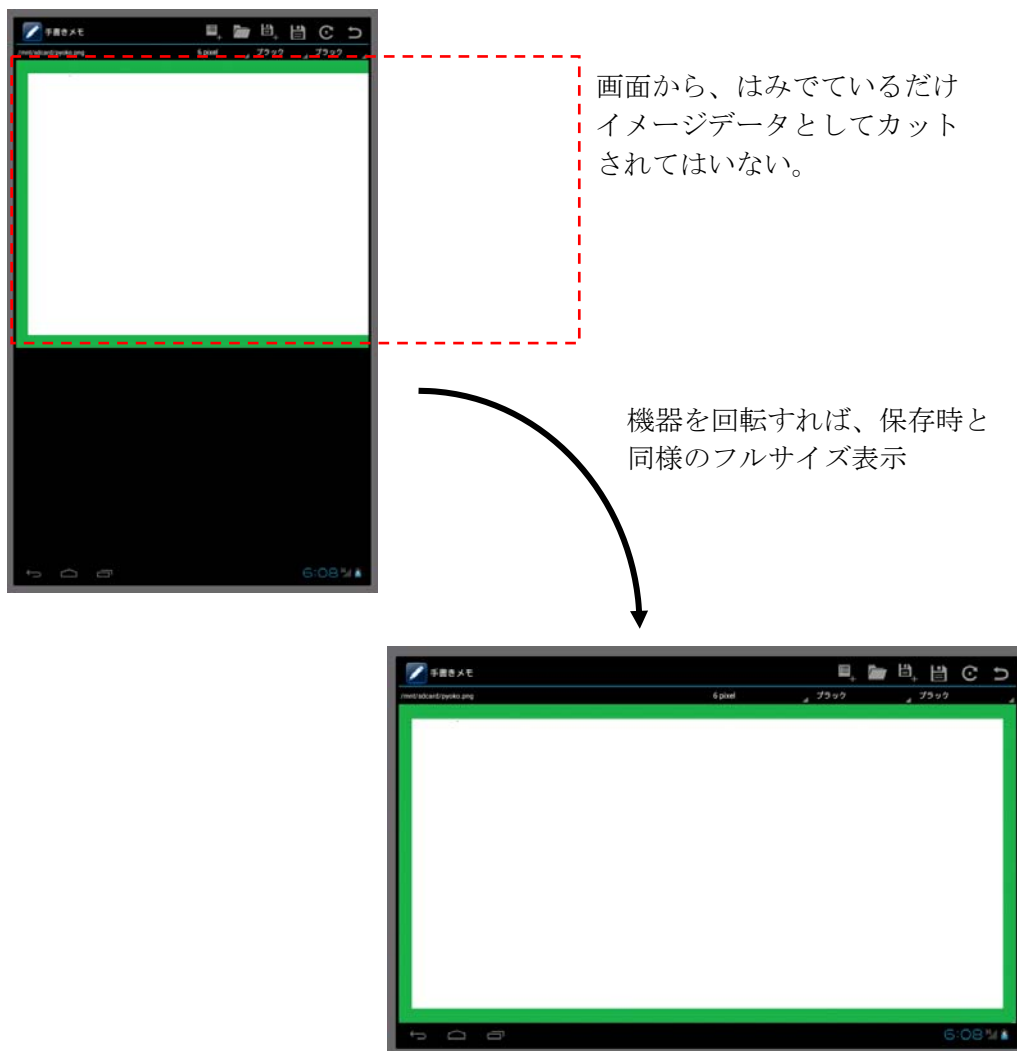 手書きメモ
/mnt/sdcard/pyoko.png 6 pixel ブラック ブラック
画面から、はみでているだけ
イメージデータとしてカット
されてはいない。
機器を回転すれば、保存時と
同様のフルサイズ表示
6:08
手書きメモ
/mnt/sdcard/pyoko.png 6 pixel ブラック ブラック
6:08